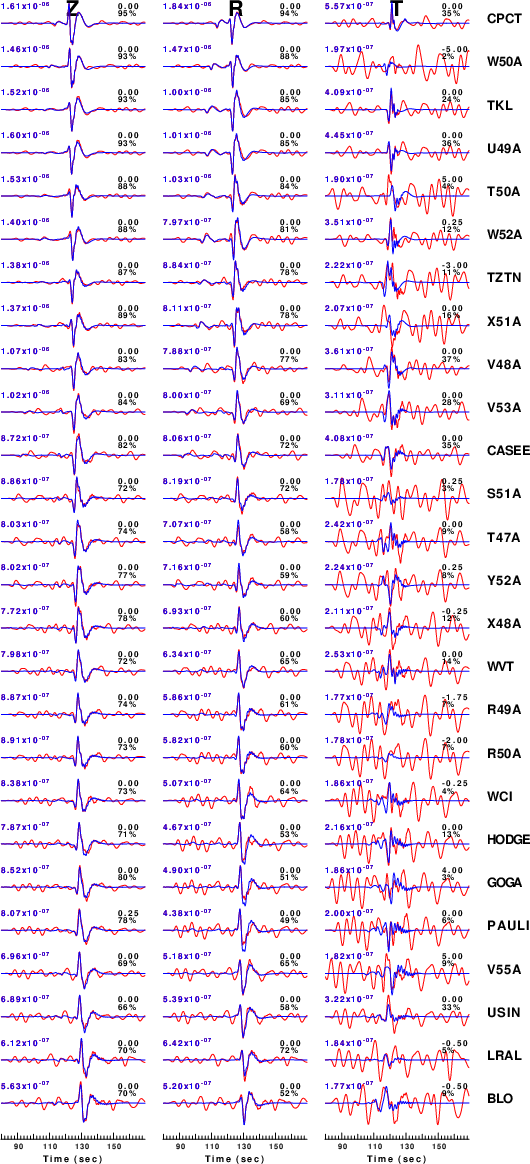 Z R T
1.61x10-06 0.00 95% 1.84x10-06 0.00 94% 5.57x10-07 0.00 35% CPCT
1.46x10-06 0.00 93% 1.47x10-06 0.00 88% 1.97x10-07 -5.00 2% W50A
1.52x10-06 0.00 93% 1.00x10-06 0.00 85% 4.09x10-07 0.00 24% TKL
1.60x10-06 0.00 93% 1.01x10-06 0.00 85% 4.45x10-07 0.00 36% U49A
1.53x10-06 0.00 88% 1.03x10-06 0.00 84% 1.90x10-07 5.00 4% T50A
1.40x10-06 0.00 88% 7.97x10-07 0.00 81% 3.51x10-07 0.25 12% W52A
1.38x10-06 0.00 87% 8.84x10-07 0.00 78% 2.22x10-07 -3.00 11% TZTN
1.37x10-06 0.00 89% 8.11x10-07 0.00 78% 2.07x10-07 0.00 16% X51A
1.07x10-06 0.00 83% 7.88x10-07 0.00 77% 3.61x10-07 0.00 37% V48A
1.02x10-06 0.00 84% 8.00x10-07 0.00 69% 3.11x10-07 0.00 28% V53A
8.72x10-07 0.00 82% 8.06x10-07 0.00 72% 4.08x10-07 0.00 35% CASEE
8.86x10-07 0.00 72% 8.19x10-07 0.00 72% 1.78x10-07 0.25 3% S51A
8.03x10-07 0.00 74% 7.07x10-07 0.00 58% 2.42x10-07 0.00 9% T47A
8.02x10-07 0.00 77% 7.16x10-07 0.00 59% 2.24x10-07 0.25 8% Y52A
7.72x10-07 0.00 78% 6.93x10-07 0.00 60% 2.11x10-07 -0.25 12% X48A
7.98x10-07 0.00 72% 6.34x10-07 0.00 65% 2.53x10-07 0.00 14% WVT
8.87x10-07 0.00 74% 5.86x10-07 0.00 61% 1.77x10-07 -1.75 R49A
8.91x10-07 0.00 73% 5.82x10-07 0.00 60% 1.78x10-07 -2.00 R50A
8.38x10-07 0.00 73% 5.07x10-07 0.00 64% 1.86x10-07 -0.25 4% WCI
7.87x10-07 0.00 71% 4.67x10-07 0.00 53% 2.16x10-07 0.00 13% HODGE
8.52x10-07 0.00 80% 4.90x10-07 0.00 51% 1.86x10-07 4.00 3% GOGA
8.07x10-07 0.25 78% 4.38x10-07 0.00 49% 2.00x10-07 0.00 6% PAULI
6.96x10-07 0.00 69% 5.18x10-07 0.00 65% 1.82x10-07 5.00 9% V55A
6.89x10-07 0.00 66% 5.39x10-07 0.00 58% 3.22x10-07 0.00 33% USIN
6.12x10-07 0.00 70% 6.42x10-07 0.00 72% 1.84x10-07 -0.50 LRAL
5.63x10-07 0.00 70% 5.20x10-07 0.00 52% 1.77x10-07 -0.50 9% BLO
90 110 130 150 90 110 130 150 90 110 130 150
Time (sec) Time (sec) Time (sec)